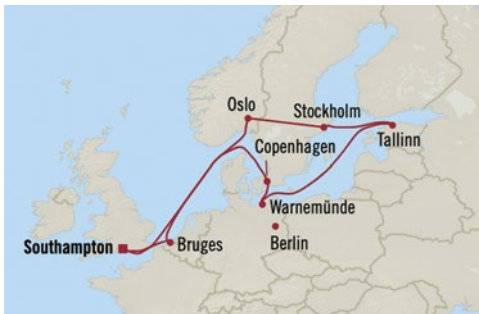 Oslo
Stockholm
Copenhagen
Tallinn
Warnemünde
Southampton
Bruges
Berlin